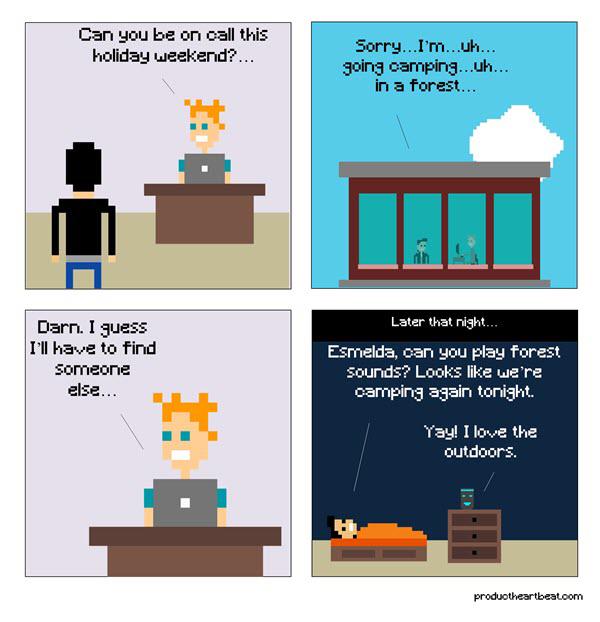 Can you be on call this
holiday weekend?...
Sorry...I'm...uh...
going camping...uh...
in a forest...
Darn. I guess
I'll have to find
someone
else...
Later that night...
Esmelda, can you play forest
sounds? Looks like we're
camping again tonight.
Yay! I love the
outdoors.
productheartbeat.com